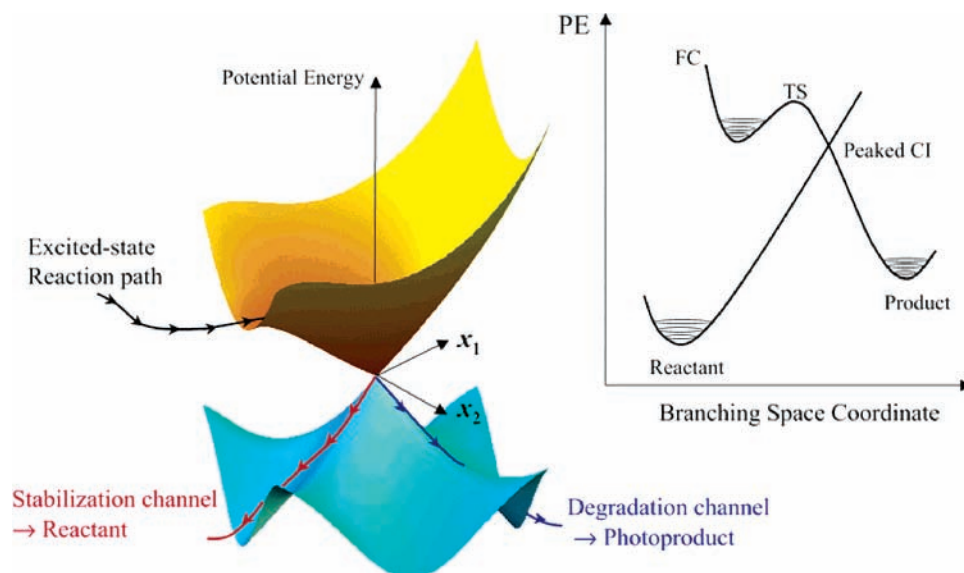 Potential Energy
Excited-state
Reaction path
x₁
x₂
Stabilization channel
→ Reactant
Degradation channel
→ Photoproduct
PE
FC
TS
Peaked CI
Product
Reactant
Branching Space Coordinate